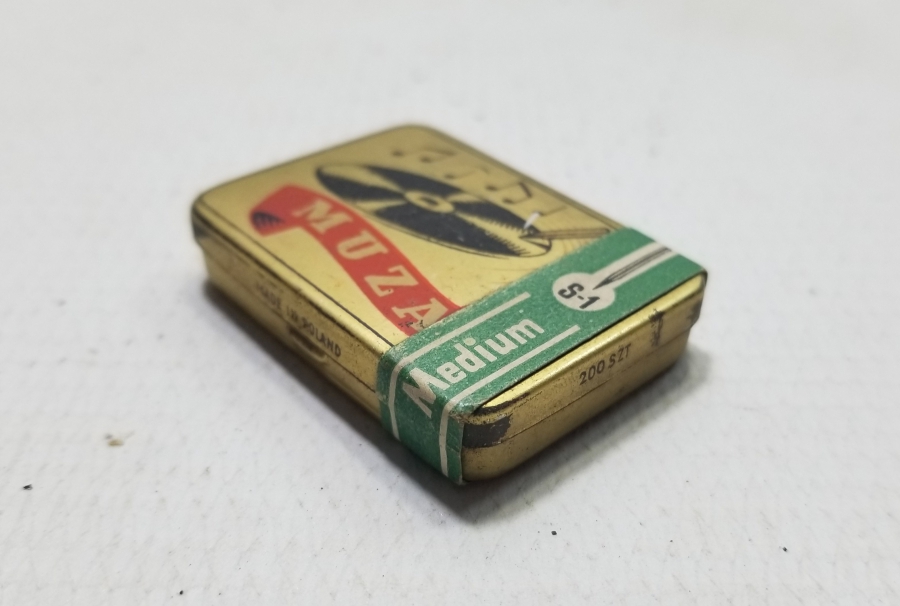 MUZA
Medium
S-1
MADE IN POLAND
200 SZT